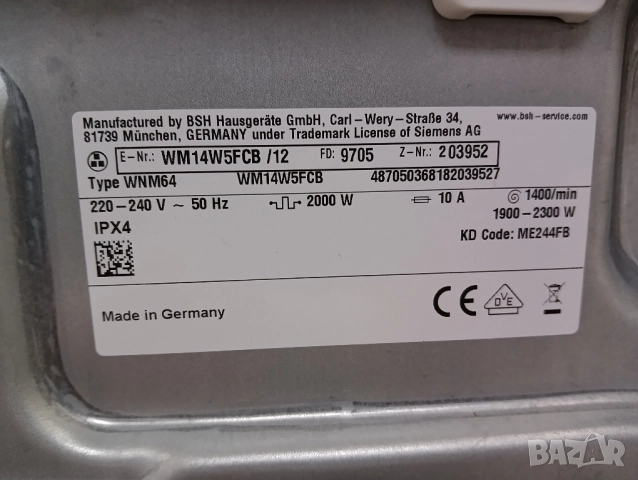 Manufactured by BSH Hausgeräte GmbH, Carl-Wery-Straße 34,
81739 München, GERMANY under Trademark License of Siemens AG
www.bsh-service.com
E-Nr.: WM14W5FCB /12 FD: 9705 Z-Nr.: 203952
Type WNM64 WM14W5FCB 487050368182039527
220-240 V ~ 50 Hz 2000 W 10 A 1400/min
1900-2300 W
IPX4
KD Code: ME244FB
Made in Germany
CE DVE
BAZAR